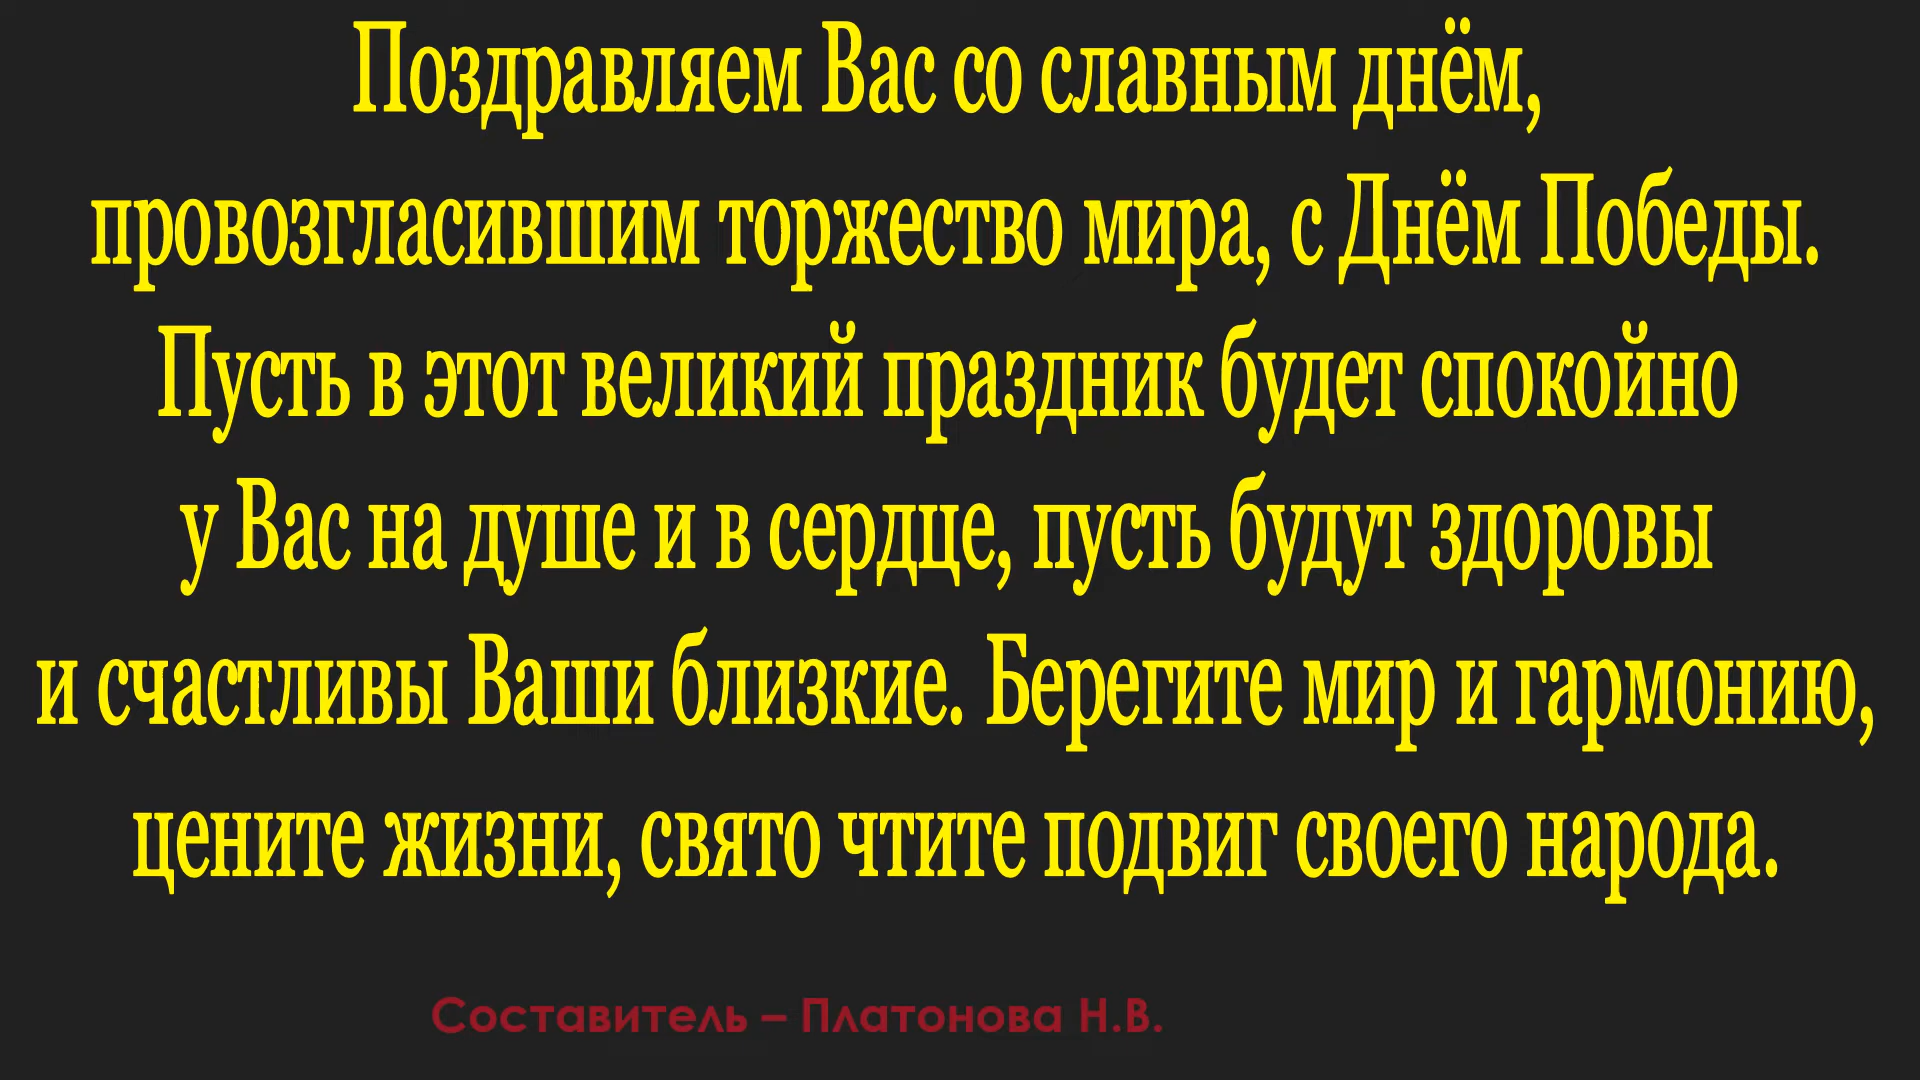 Поздравляем Вас со славным днём,
провозгласившим торжество мира, с Днём Победы.
Пусть в этот великий праздник будет спокойно
у Вас на душе и в сердце, пусть будут здоровы
и счастливы Ваши близкие. Берегите мир и гармонию,
цените жизни, свято чтите подвиг своего народа.
Составитель – Платонова Н.В.